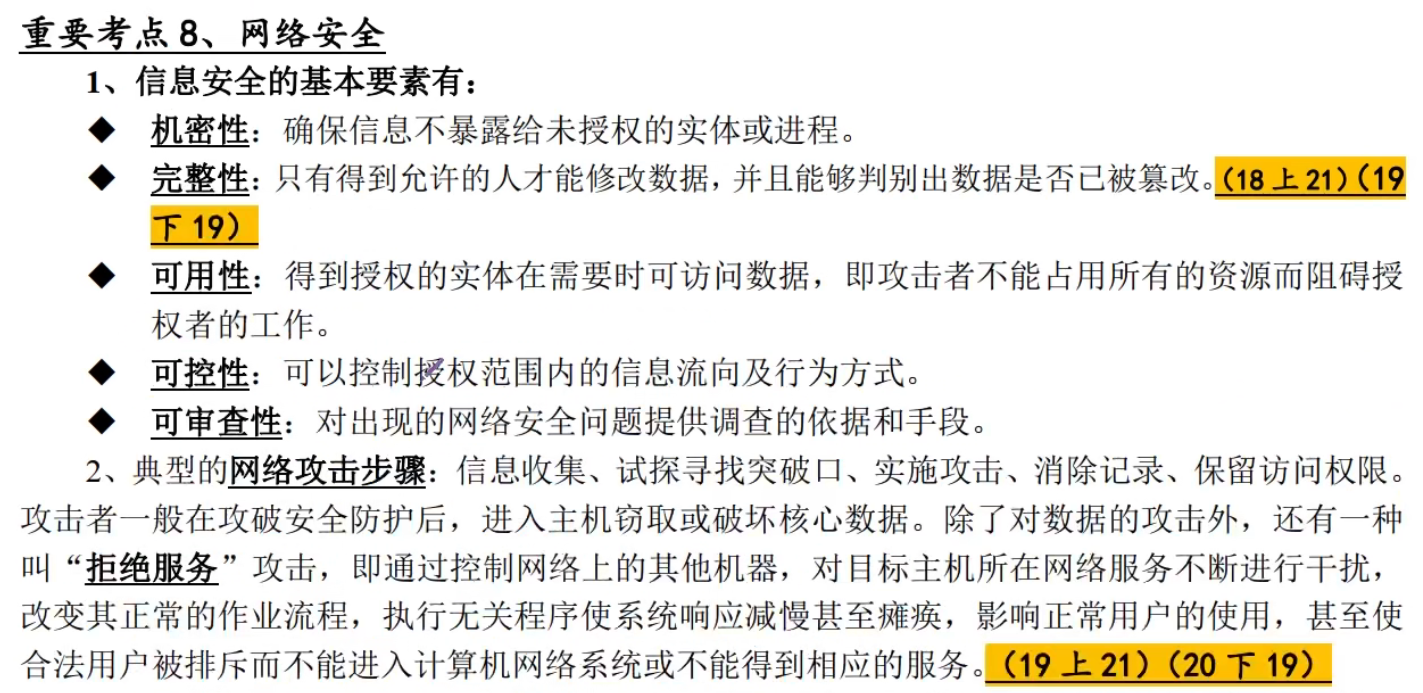 重要考点 8、网络安全
1、信息安全的基本要素有：
◆ 机密性：确保信息不暴露给未授权的实体或进程。
◆ 完整性：只有得到允许的人才能修改数据，并且能够判别出数据是否已被篡改。（18 上 21）（19
下 19）
◆ 可用性：得到授权的实体在需要时可访问数据，即攻击者不能占用所有的资源而阻碍授
权者的工作。
◆ 可控性：可以控制授权范围内的信息流向及行为方式。
◆ 可审查性：对出现的网络安全问题提供调查的依据和手段。
2、典型的网络攻击步骤：信息收集、试探寻找突破口、实施攻击、消除记录、保留访问权限。
攻击者一般在攻破安全防护后，进入主机窃取或破坏核心数据。除了对数据的攻击外，还有一种
叫“拒绝服务”攻击，即通过控制网络上的其他机器，对目标主机所在网络服务不断进行干扰，
改变其正常的作业流程，执行无关程序使系统响应减慢甚至瘫痪，影响正常用户的使用，甚至使
合法用户被排斥而不能进入计算机网络系统或不能得到相应的服务。（19 上 21）（20 下 19）